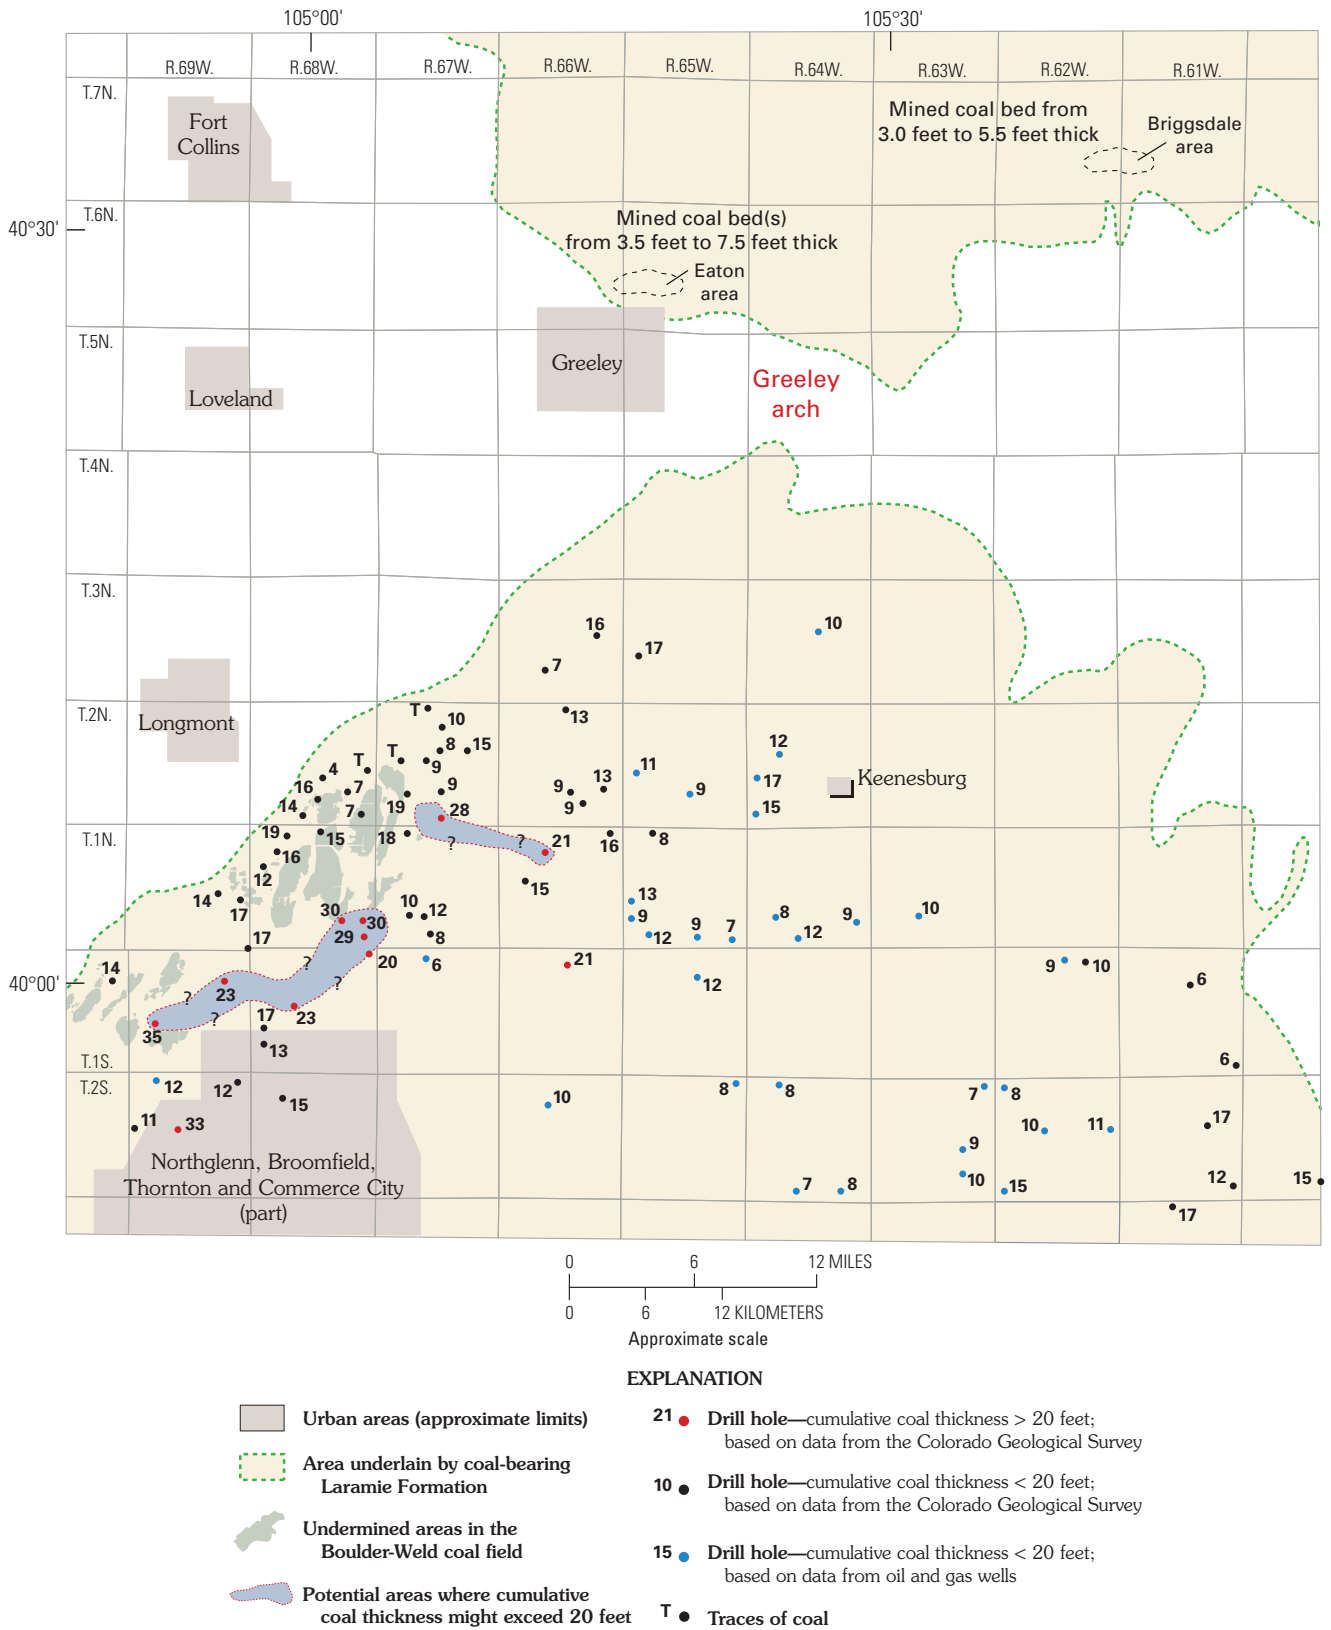 105°00' 105°30'
R.69W. R.68W. R.67W. R.66W. R.65W. R.64W. R.63W. R.62W. R.61W.
T.7N.
Fort
Collins
Mined coal bed from
3.0 feet to 5.5 feet thick
Briggsdale
area
T.6N.
40°30'
Mined coal bed(s)
from 3.5 feet to 7.5 feet thick
Eaton
area
T.5N.
Greeley
Loveland
Greeley
arch
T.4N.
T.3N.
16
10
17
7
T.2N.
Longmont
T 10 13
8 15 12
T 9 11
4 T
16 7 9 9 13 9 17 Keenesburg
14 7 19 28 9 15
T.1N.
19 15 18 ? ? 21 16 8
16
12 15
14 17 13
30 30 10 12 9 9 7 8 9 10
29 8 12 12
17 20 6 21 9 10
14 ? 12 6
40°00'
23 ? ?
35 ? 23
17
13
T.1S. 6
T.2S.
12 12 15 10 8 8 7 8
11 33 10 11 17
9
Northglenn, Broomfield,
Thornton and Commerce City
(part)
7 8 10 15 12 15
17
0 6 12 MILES
0 6 12 KILOMETERS
Approximate scale
EXPLANATION
Urban areas (approximate limits)
Area underlain by coal-bearing
Laramie Formation
Undermined areas in the
Boulder-Weld coal field
Potential areas where cumulative
coal thickness might exceed 20 feet
21 Drill hole—cumulative coal thickness > 20 feet;
based on data from the Colorado Geological Survey
10 Drill hole—cumulative coal thickness < 20 feet;
based on data from the Colorado Geological Survey
15 Drill hole—cumulative coal thickness < 20 feet;
based on data from oil and gas wells
T Traces of coal